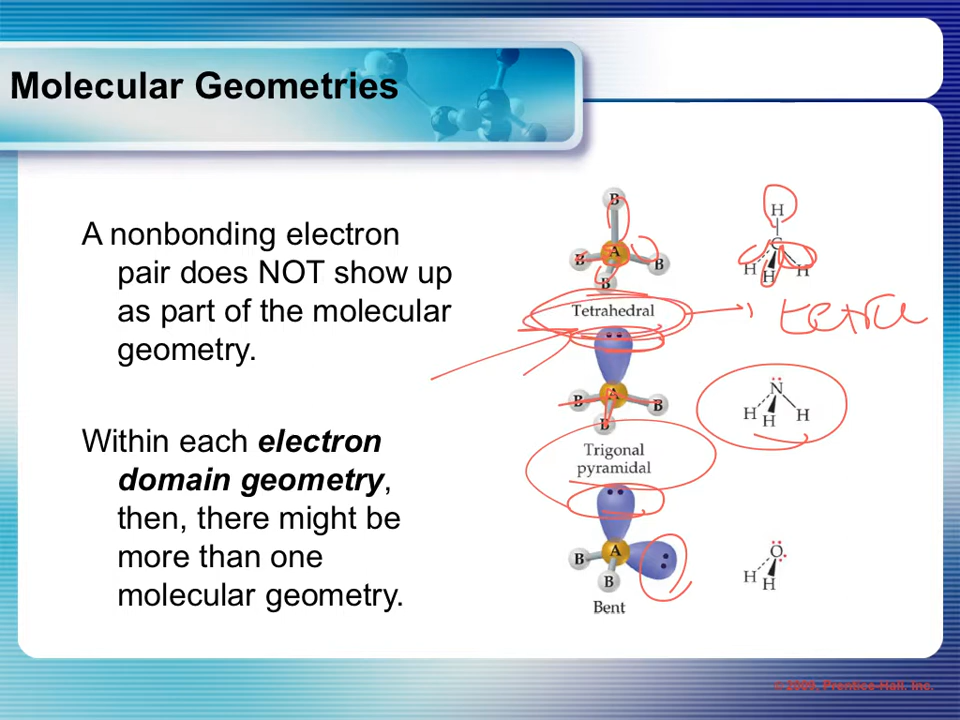 Molecular Geometries
A nonbonding electron
pair does NOT show up
as part of the molecular
geometry.
Within each electron
domain geometry,
then, there might be
more than one
molecular geometry.
B
A
B
B
B
Tetrahedral
A
B
B
B
Trigonal
pyramidal
A
B
B
Bent
H
C
H
H
H
tetra
N
H
H
H
O
H
H
Prentice-Hall, Inc.